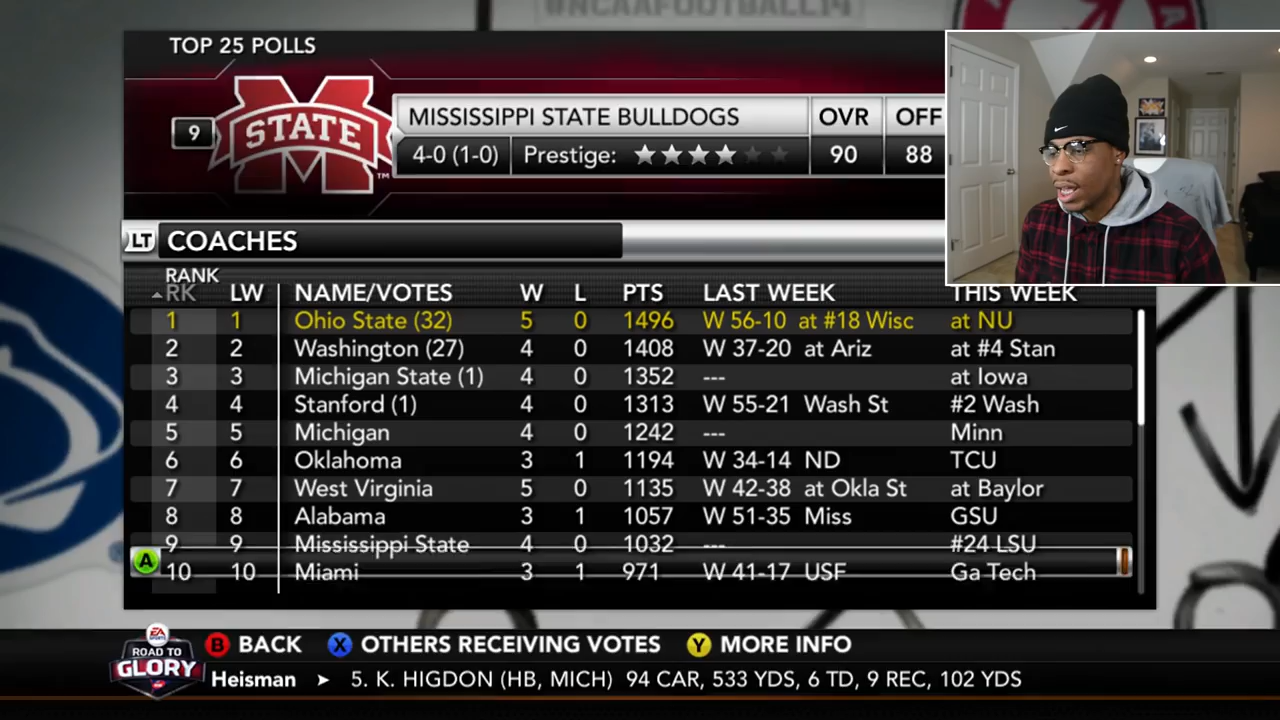 #NCAAFOOTBALL14
TOP 25 POLLS
9 STATE ™ MISSISSIPPI STATE BULLDOGS OVR OFF
4-0 (1-0) Prestige: 90 88
LT COACHES
RANK
RK LW NAME/VOTES W L PTS LAST WEEK THIS WEEK
1 1 Ohio State (32) 5 0 1496 W 56-10 at #18 Wisc at NU
2 2 Washington (27) 4 0 1408 W 37-20 at Ariz at #4 Stan
3 3 Michigan State (1) 4 0 1352 --- at Iowa
4 4 Stanford (1) 4 0 1313 W 55-21 Wash St #2 Wash
5 5 Michigan 4 0 1242 --- Minn
6 6 Oklahoma 3 1 1194 W 34-14 ND TCU
7 7 West Virginia 5 0 1135 W 42-38 at Okla St at Baylor
8 8 Alabama 3 1 1057 W 51-35 Miss GSU
9 9 Mississippi State 4 0 1032 --- #24 LSU
A 10 10 Miami 3 1 971 W 41-17 USF Ga Tech
B BACK X OTHERS RECEIVING VOTES Y MORE INFO
EA SPORTS ROAD TO GLORY
Heisman 5. K. HIGDON (HB, MICH) 94 CAR, 533 YDS, 6 TD, 9 REC, 102 YDS